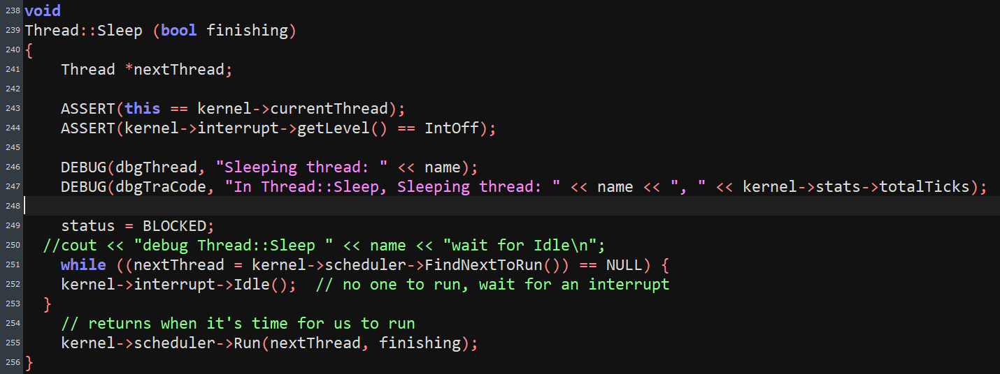 238 void
239 Thread::Sleep (bool finishing)
240 {
241     Thread *nextThread;
242
243     ASSERT(this == kernel->currentThread);
244     ASSERT(kernel->interrupt->getLevel() == IntOff);
245
246     DEBUG(dbgThread, "Sleeping thread: " << name);
247     DEBUG(dbgTraCode, "In Thread::Sleep, Sleeping thread: " << name << ", " << kernel->stats->totalTicks);
248
249     status = BLOCKED;
250   //cout << "debug Thread::Sleep " << name << "wait for Idle\n";
251     while ((nextThread = kernel->scheduler->FindNextToRun()) == NULL) {
252     kernel->interrupt->Idle();  // no one to run, wait for an interrupt
253   }
254     // returns when it's time for us to run
255     kernel->scheduler->Run(nextThread, finishing);
256 }